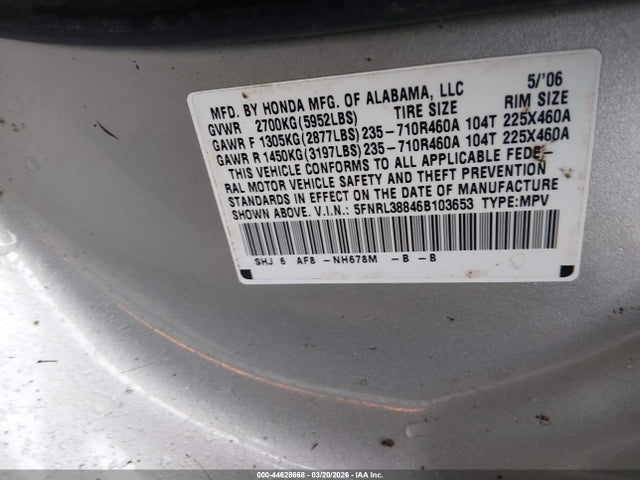 MFD. BY HONDA MFG. OF ALABAMA, LLC 5/'06
GVWR 2700KG(5952LBS) TIRE SIZE RIM SIZE
GAWR F 1305KG(2877LBS) 235-710R460A 104T 225X460A
GAWR R 1450KG(3197LBS) 235-710R460A 104T 225X460A
THIS VEHICLE CONFORMS TO ALL APPLICABLE FEDE-
RAL MOTOR VEHICLE SAFETY AND THEFT PREVENTION
STANDARDS IN EFFECT ON THE DATE OF MANUFACTURE
SHOWN ABOVE. V.I.N.: 5FNRL38846B103653 TYPE:MPV
SHJ 6 AF8 -NH678M -B -B
000-44628668 - 03/20/2026 - IAAI.COM